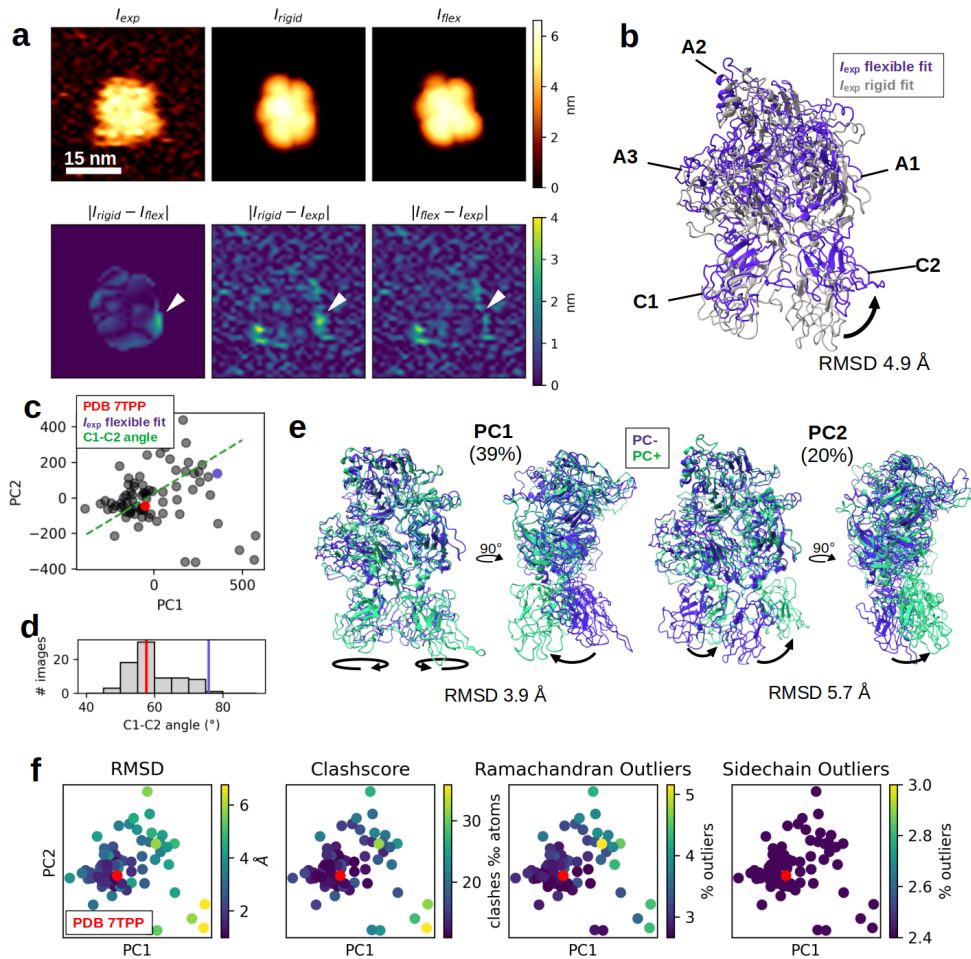 a
I_exp
I_rigid
I_flex
15 nm
6
4
2
0
nm
|I_rigid − I_flex|
|I_rigid − I_exp|
|I_flex − I_exp|
4
3
2
1
0
nm
b
A2
I_exp flexible fit
I_exp rigid fit
A3
A1
C1
C2
RMSD 4.9 Å
c
PDB 7TPP
I_exp flexible fit
C1-C2 angle
400
200
0
−200
−400
PC2
0
500
PC1
d
# images
20
0
40
60
80
C1-C2 angle (°)
e
PC1
(39%)
PC-
PC+
PC2
(20%)
90°
90°
RMSD 3.9 Å
RMSD 5.7 Å
f
RMSD
PC2
PDB 7TPP
PC1
6
4
2
Å
Clashscore
PC1
30
20
clashes ‰ atoms
Ramachandran Outliers
PC1
5
4
3
% outliers
Sidechain Outliers
PC1
3.0
2.8
2.6
2.4
% outliers